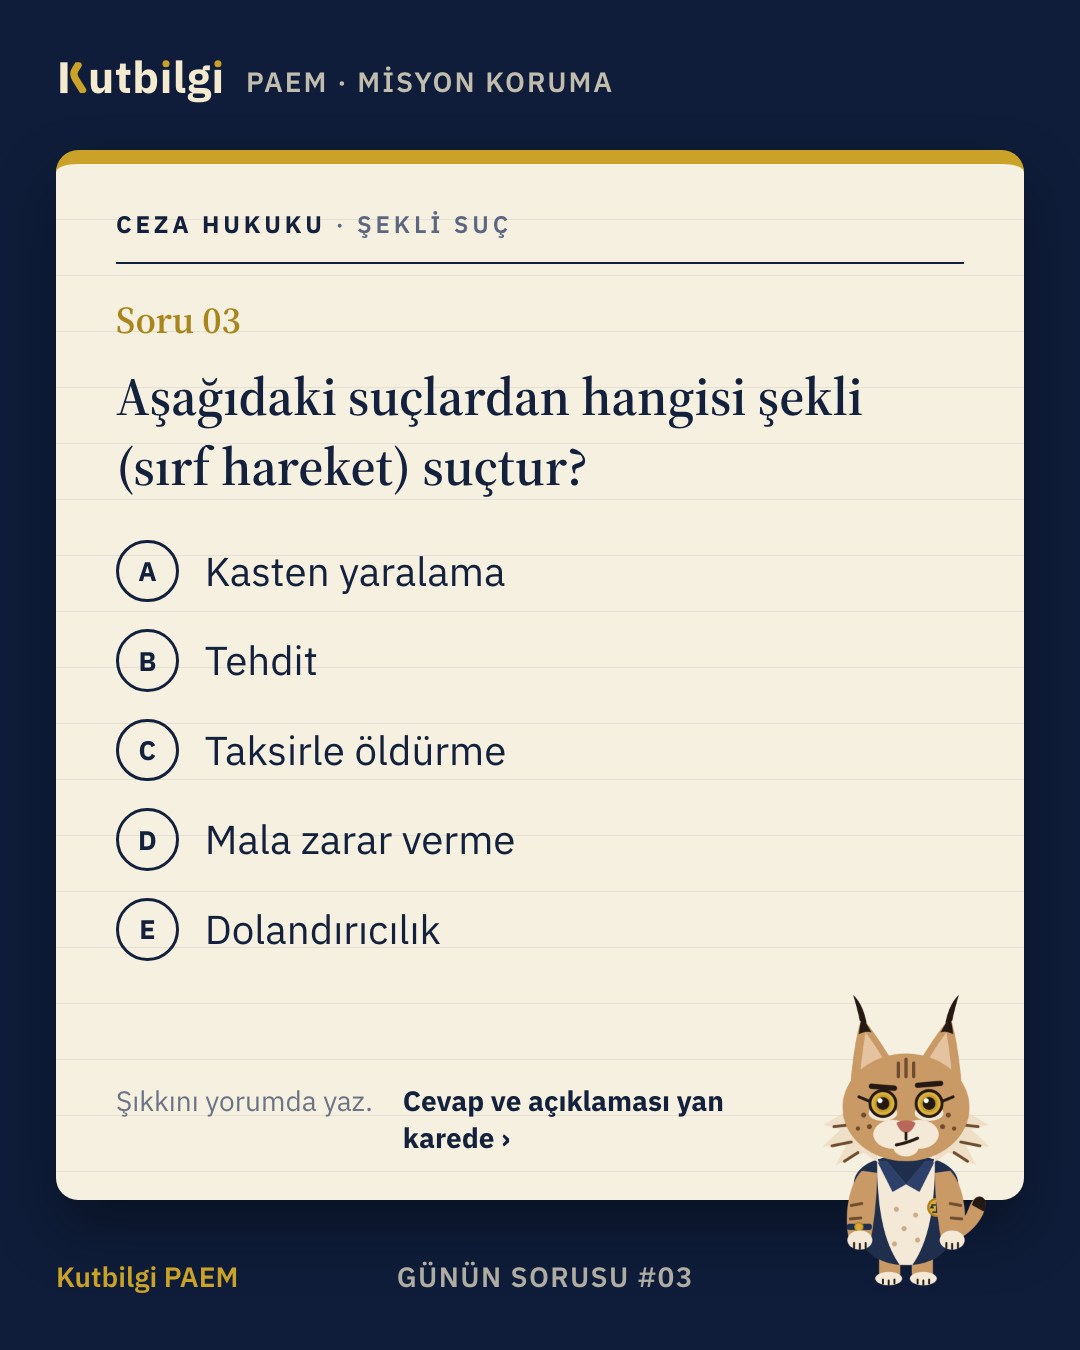 Kutbilgi PAEM · MİSYON KORUMA
CEZA HUKUKU · ŞEKLİ SUÇ
Soru 03
Aşağıdaki suçlardan hangisi şekli
(sırf hareket) suçtur?
A Kasten yaralama
B Tehdit
C Taksirle öldürme
D Mala zarar verme
E Dolandırıcılık
Şıkkını yorumda yaz. Cevap ve açıklaması yan
karede ›
Kutbilgi PAEM GÜNÜN SORUSU #03